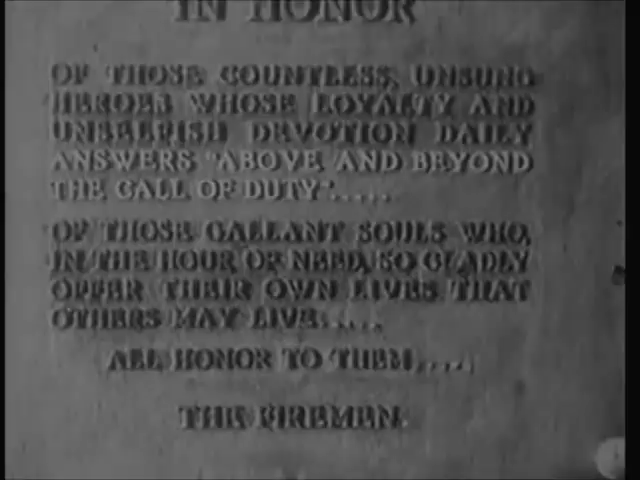 IN HONOR
OF THOSE COUNTLESS, UNSUNG
HEROES WHOSE LOYALTY AND
UNSELFISH DEVOTION DAILY
ANSWERS "ABOVE AND BEYOND
THE CALL OF DUTY".....
OF THOSE GALLANT SOULS WHO,
IN THE HOUR OF NEED, SO GLADLY
OFFER THEIR OWN LIVES THAT
OTHERS MAY LIVE.....
ALL HONOR TO THEM,....
THE FIREMEN.